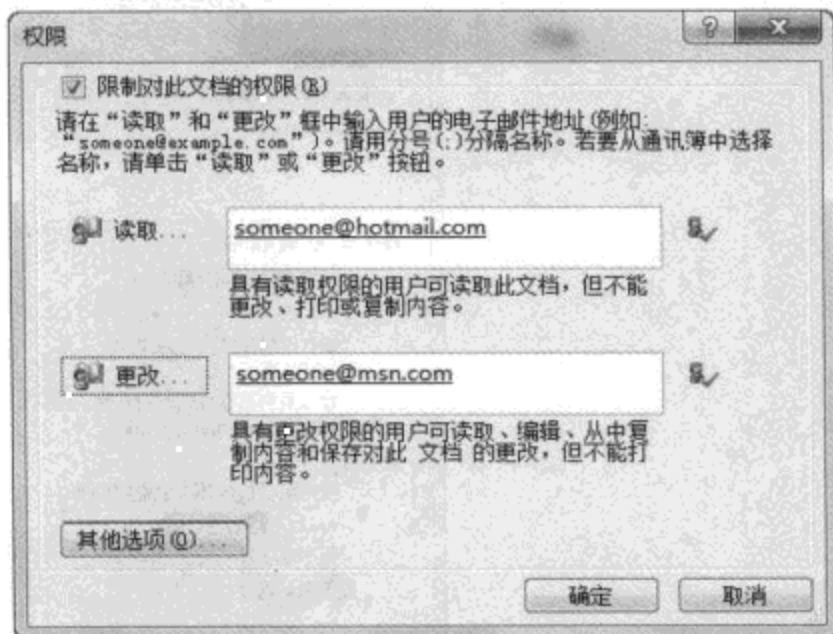 权限
限制对此文档的权限(R)
请在“读取”和“更改”框中输入用户的电子邮件地址(例如:
“someone@example.com”)。请用分号(;)分隔名称。若要从通讯簿中选择
名称，请单击“读取”或“更改”按钮。
读取...
someone@hotmail.com
具有读取权限的用户可读取此文档，但不能
更改、打印或复制内容。
更改...
someone@msn.com
具有更改权限的用户可读取、编辑、从中复
制内容和保存对此 文档 的更改，但不能打
印内容。
其他选项(O)...
确定
取消